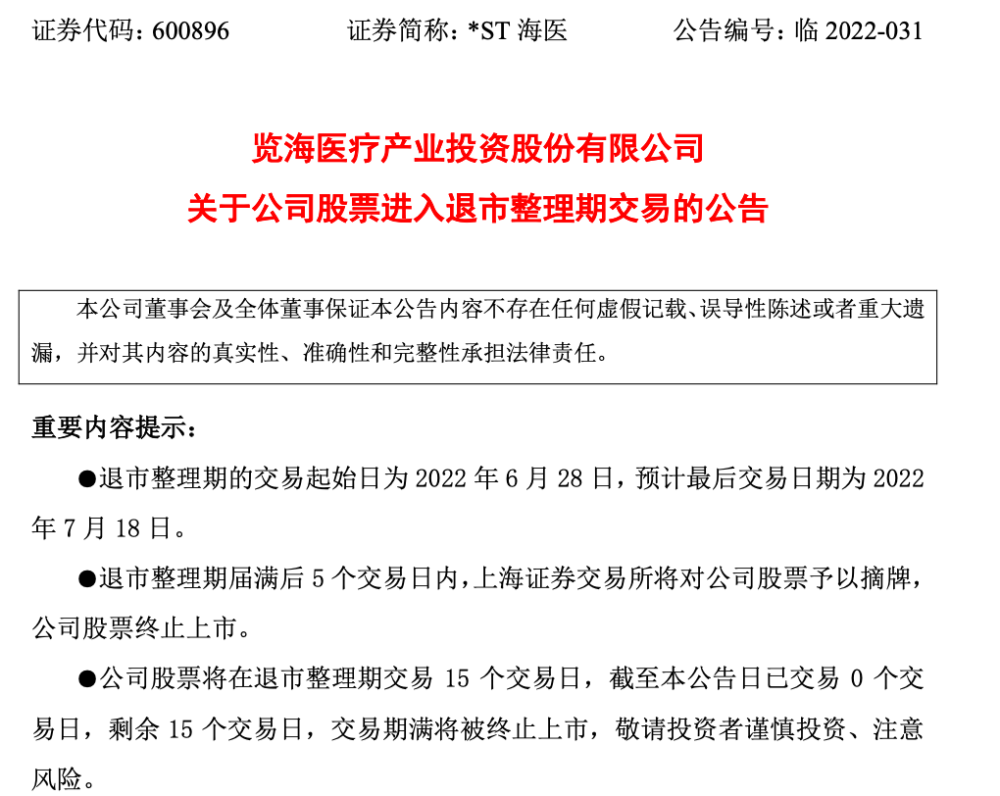 证券代码：600896 证券简称：*ST 海医 公告编号：临 2022-031
览海医疗产业投资股份有限公司
关于公司股票进入退市整理期交易的公告
本公司董事会及全体董事保证本公告内容不存在任何虚假记载、误导性陈述或者重大遗
漏，并对其内容的真实性、准确性和完整性承担法律责任。
重要内容提示：
●退市整理期的交易起始日为 2022 年 6 月 28 日，预计最后交易日期为 2022
年 7 月 18 日。
●退市整理期届满后 5 个交易日内，上海证券交易所将对公司股票予以摘牌，
公司股票终止上市。
●公司股票将在退市整理期交易 15 个交易日，截至本公告日已交易 0 个交
易日，剩余 15 个交易日，交易期满将被终止上市，敬请投资者谨慎投资、注意
风险。